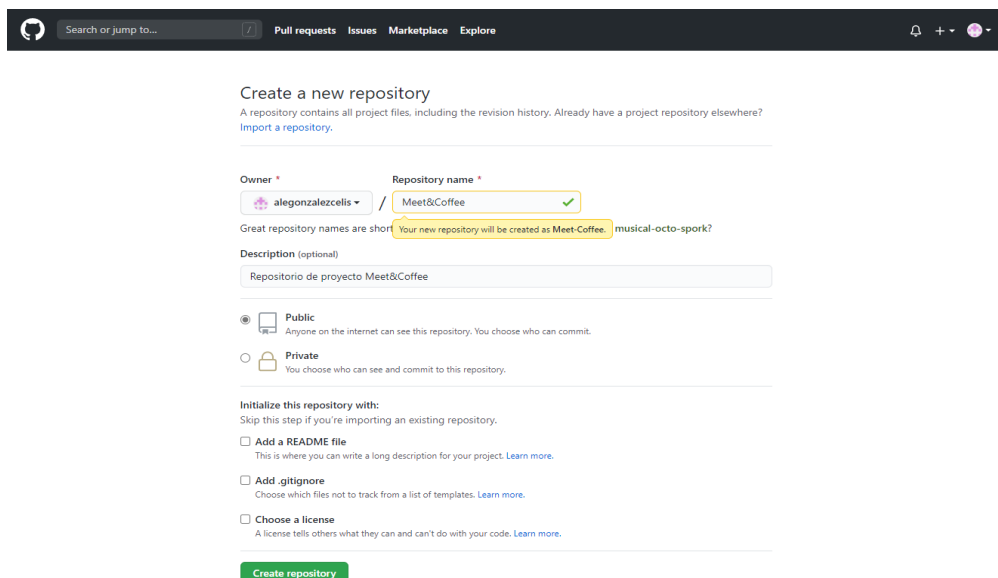 Search or jump to... /
Pull requests Issues Marketplace Explore
Create a new repository
A repository contains all project files, including the revision history. Already have a project repository elsewhere?
Import a repository.
Owner * Repository name *
alegonzalezcelis / Meet&Coffee
Great repository names are short Your new repository will be created as Meet-Coffee. musical-octo-spork?
Description (optional)
Repositorio de proyecto Meet&Coffee
Public
Anyone on the internet can see this repository. You choose who can commit.
Private
You choose who can see and commit to this repository.
Initialize this repository with:
Skip this step if you're importing an existing repository.
Add a README file
This is where you can write a long description for your project. Learn more.
Add .gitignore
Choose which files not to track from a list of templates. Learn more.
Choose a license
A license tells others what they can and can't do with your code. Learn more.
Create repository